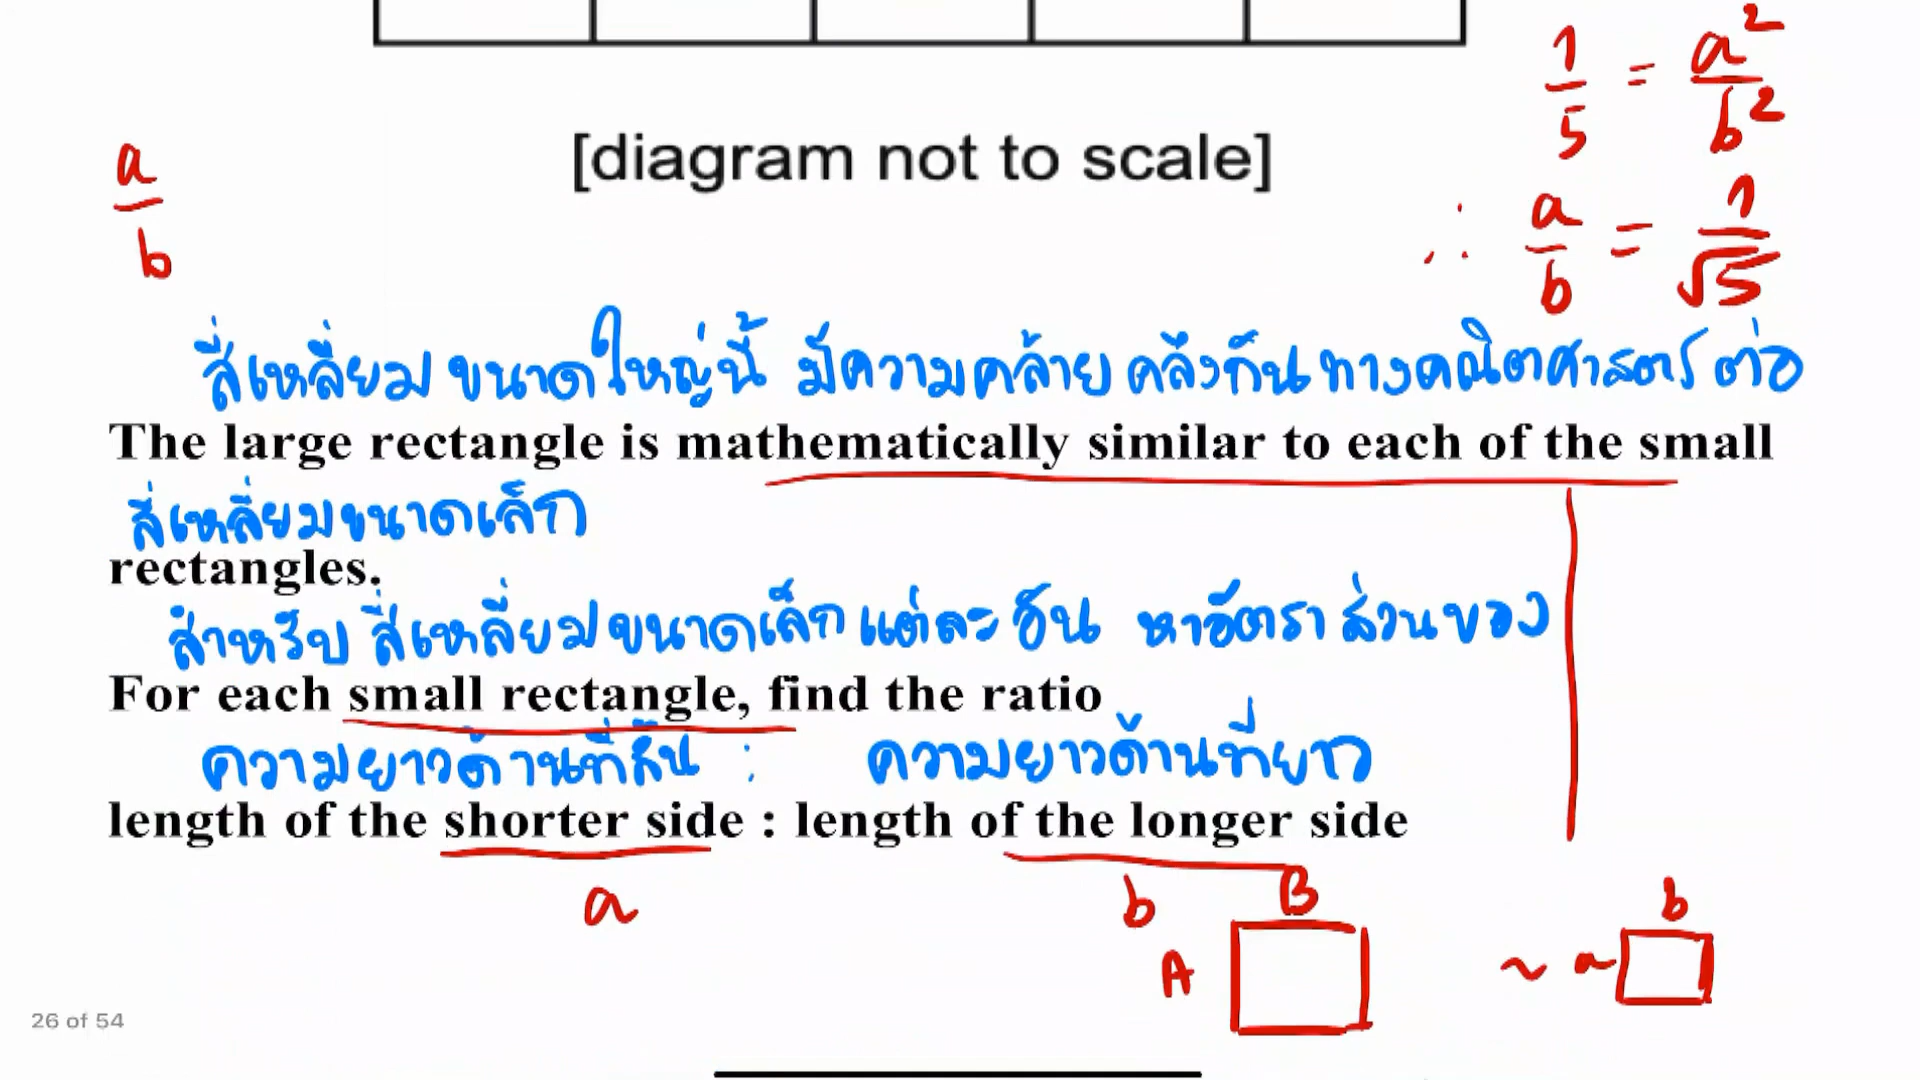 1/5 = a²/b²
[diagram not to scale]
a/b
∴ a/b = 1/√5
สี่เหลี่ยมขนาดใหญ่นี้ มีความคล้ายคลึงกันทางคณิตศาสตร์ ต่อ
The large rectangle is mathematically similar to each of the small
สี่เหลี่ยมขนาดเล็ก
rectangles.
สำหรับ สี่เหลี่ยมขนาดเล็ก แต่ละ อัน หาอัตราส่วนของ
For each small rectangle, find the ratio
ความยาวด้านที่สั้น : ความยาวด้านที่ยาว
length of the shorter side : length of the longer side
a b B b
A ~ a
26 of 54